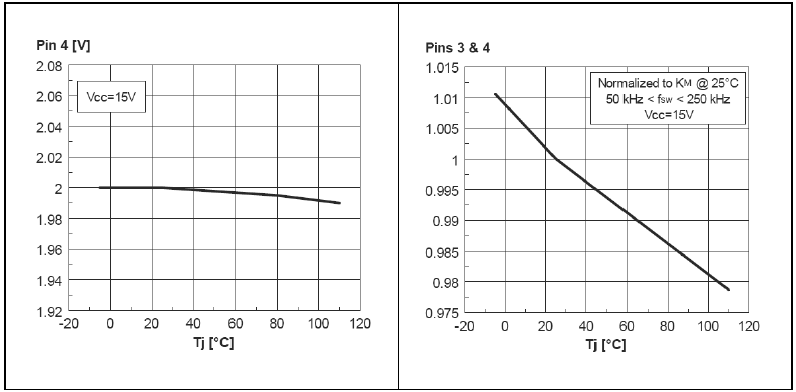 Pin 4 [V]
2.08
2.06
2.04
2.02
2
1.98
1.96
1.94
1.92
Vcc=15V
-20 0 20 40 60 80 100 120
Tj [°C]
Pins 3 & 4
1.015
1.01
1.005
1
0.995
0.99
0.985
0.98
0.975
Normalized to KM @ 25°C
50 kHz < fsw < 250 kHz
Vcc=15V
-20 0 20 40 60 80 100 120
Tj [°C]